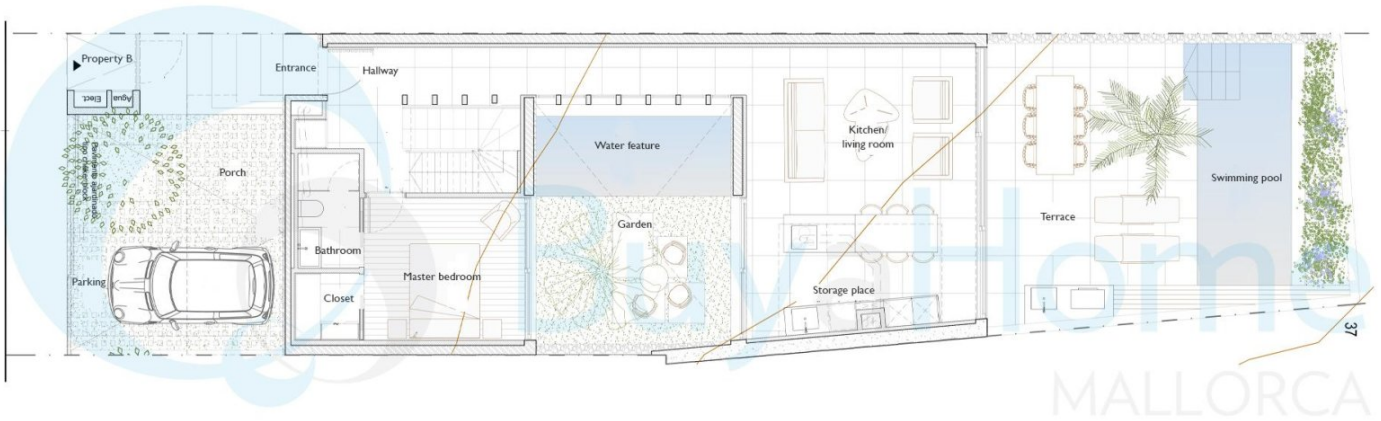 Property B
Elect.
Agua
Entrance
Hallway
Porch
Parking
Bathroom
Closet
Master bedroom
Water feature
Garden
Kitchen/
living room
Storage place
Terrace
Swimming pool
37
BuyaHome
MALLORCA